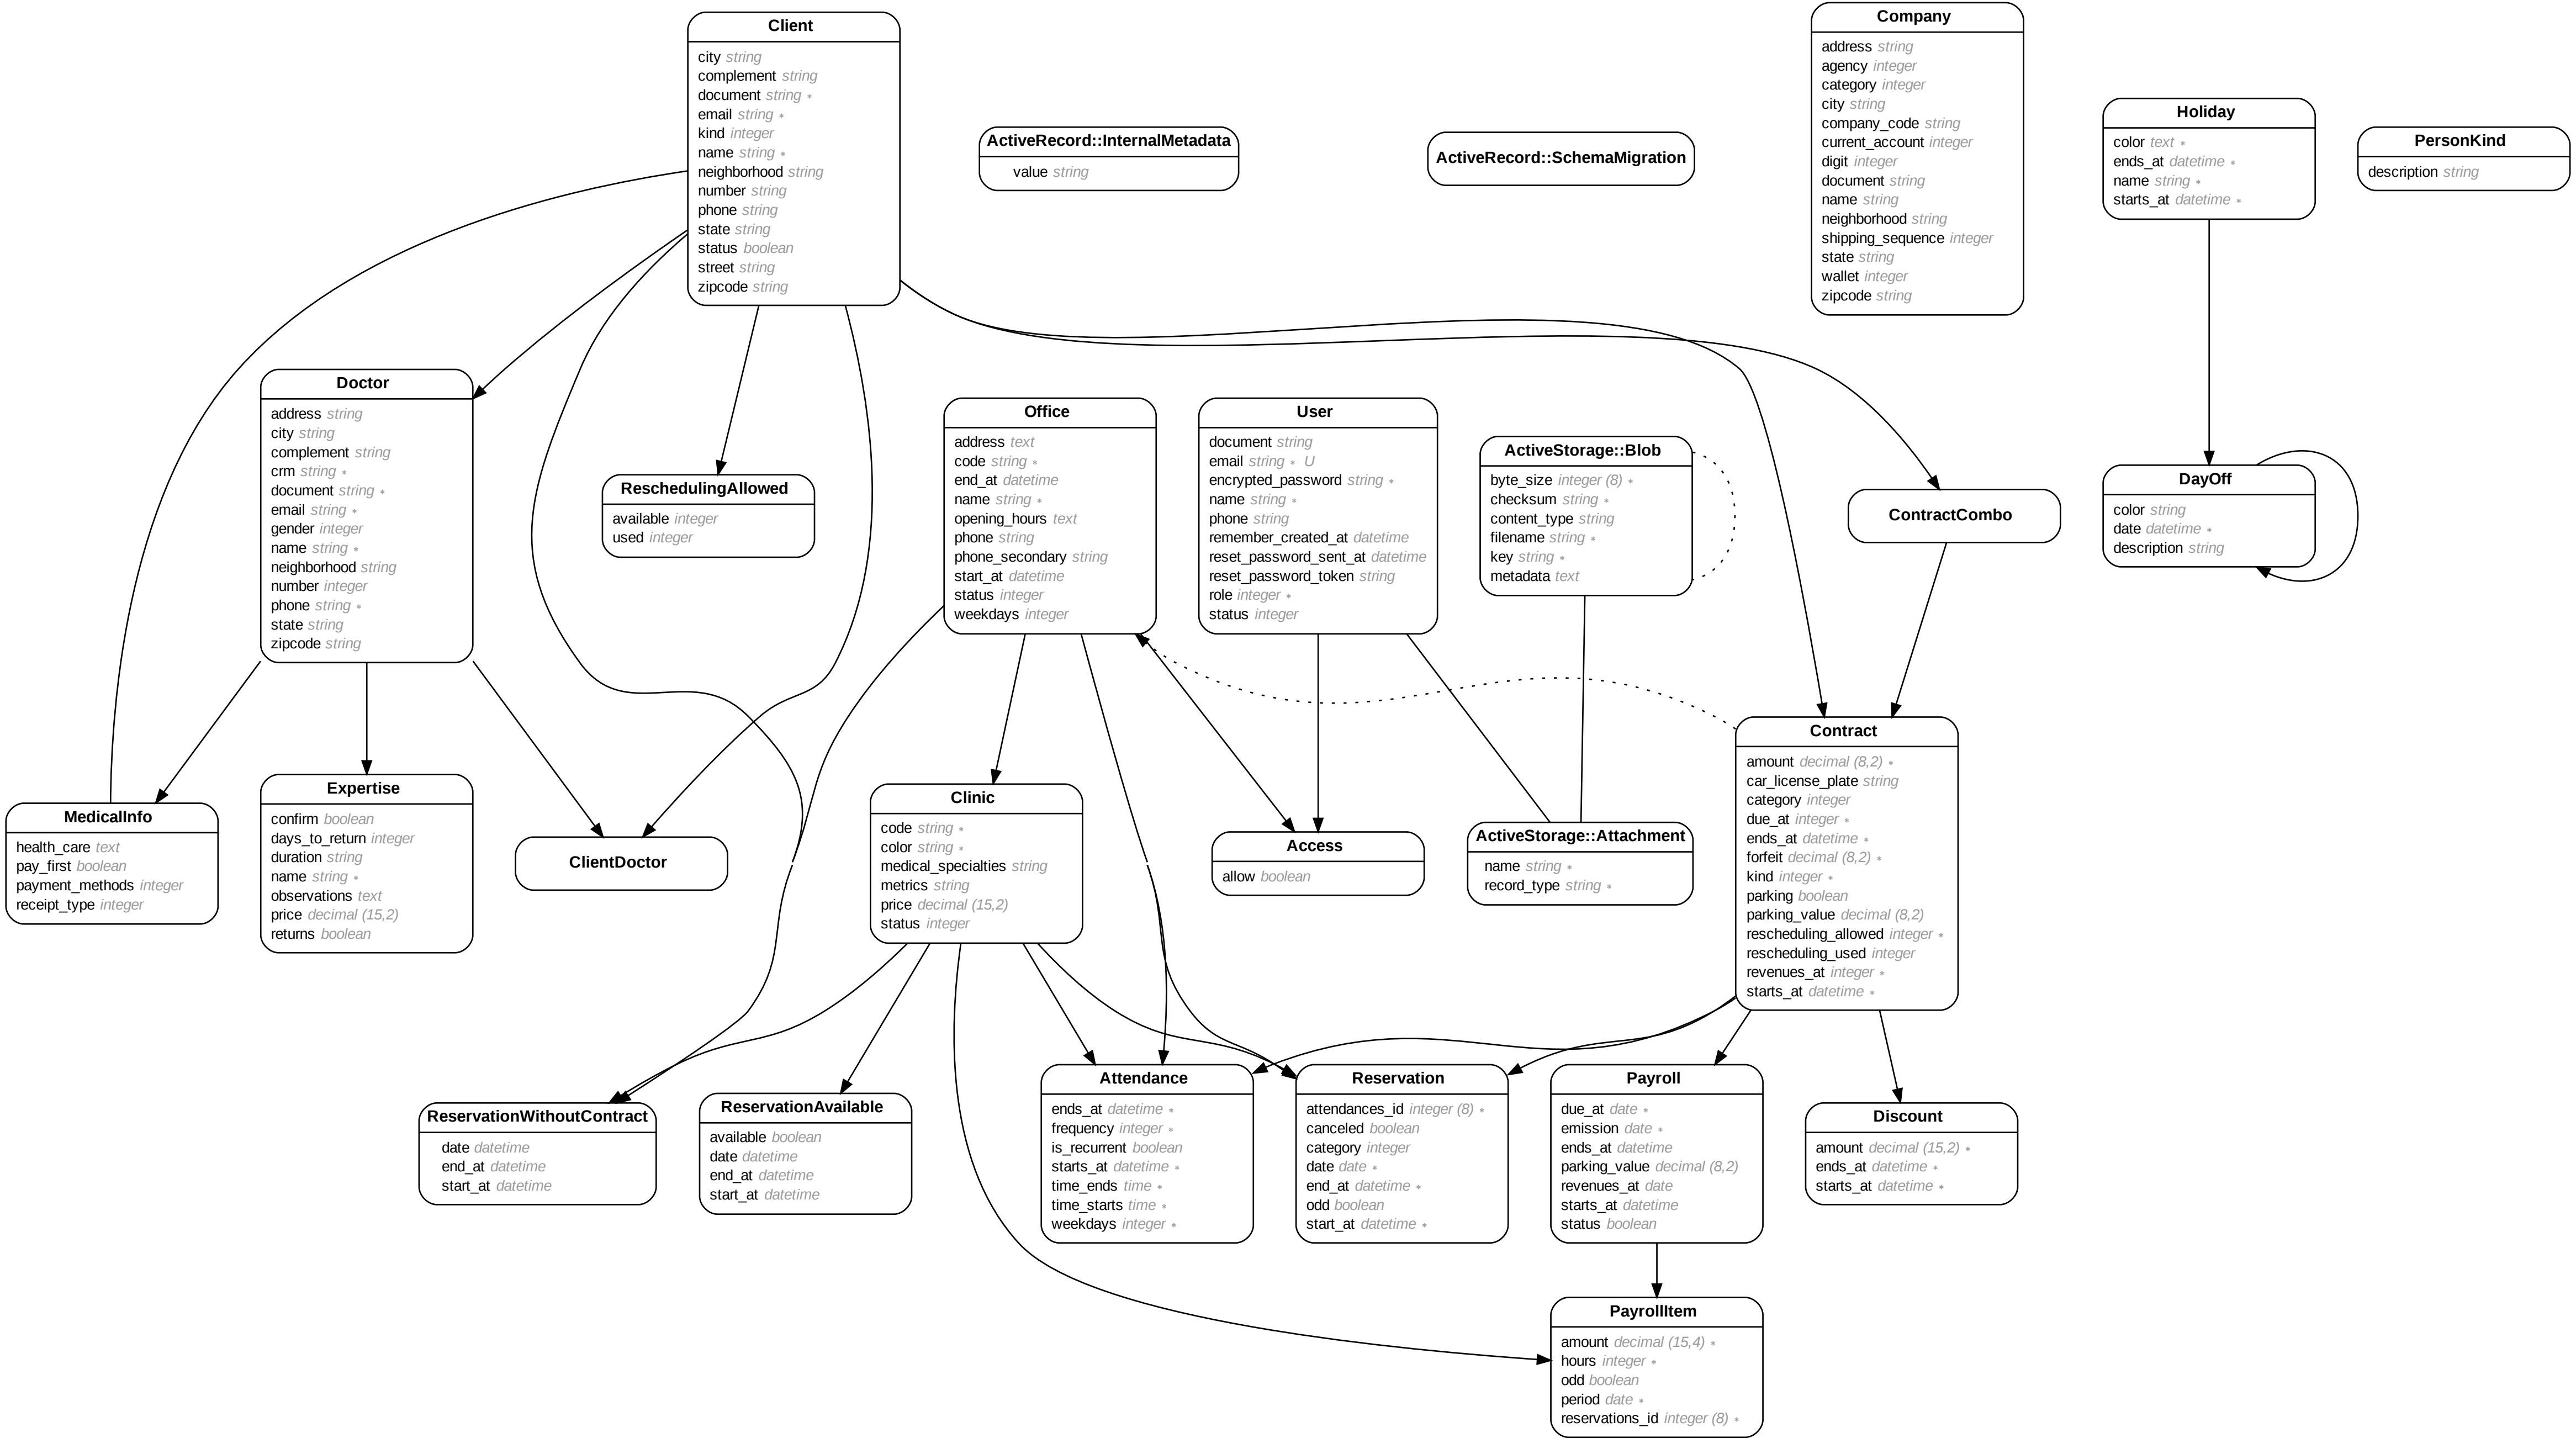 Client
city string
complement string
document string *
email string *
kind integer
name string *
neighborhood string
number string
phone string
state string
status boolean
street string
zipcode string
ActiveRecord::InternalMetadata
value string
ActiveRecord::SchemaMigration
Company
address string
agency integer
category integer
city string
company_code string
current_account integer
digit integer
document string
name string
neighborhood string
shipping_sequence integer
state string
wallet integer
zipcode string
Holiday
color text *
ends_at datetime *
name string *
starts_at datetime *
PersonKind
description string
Doctor
address string
city string
complement string
crm string *
document string *
email string *
gender integer
name string *
neighborhood string
number integer
phone string *
state string
zipcode string
ReschedulingAllowed
available integer
used integer
Office
address text
code string *
end_at datetime
name string *
opening_hours text
phone string
phone_secondary string
start_at datetime
status integer
weekdays integer
User
document string
email string * U
encrypted_password string *
name string *
phone string
remember_created_at datetime
reset_password_sent_at datetime
reset_password_token string
role integer *
status integer
ActiveStorage::Blob
byte_size integer (8) *
checksum string *
content_type string
filename string *
key string *
metadata text
ContractCombo
DayOff
color string
date datetime *
description string
MedicalInfo
health_care text
pay_first boolean
payment_methods integer
receipt_type integer
Expertise
confirm boolean
days_to_return integer
duration string
name string *
observations text
price decimal (15,2)
returns boolean
ClientDoctor
Clinic
code string *
color string *
medical_specialties string
metrics string
price decimal (15,2)
status integer
Access
allow boolean
ActiveStorage::Attachment
name string *
record_type string *
Contract
amount decimal (8,2) *
car_license_plate string
category integer
due_at integer *
ends_at datetime *
forfeit decimal (8,2) *
kind integer *
parking boolean
parking_value decimal (8,2)
rescheduling_allowed integer *
rescheduling_used integer
revenues_at integer *
starts_at datetime *
ReservationWithoutContract
date datetime
end_at datetime
start_at datetime
ReservationAvailable
available boolean
date datetime
end_at datetime
start_at datetime
Attendance
ends_at datetime *
frequency integer *
is_recurrent boolean
starts_at datetime *
time_ends time *
time_starts time *
weekdays integer *
Reservation
attendances_id integer (8) *
canceled boolean
category integer
date date *
end_at datetime *
odd boolean
start_at datetime *
Payroll
due_at date *
emission date *
ends_at datetime
parking_value decimal (8,2)
revenues_at date
starts_at datetime
status boolean
Discount
amount decimal (15,2) *
ends_at datetime *
starts_at datetime *
PayrollItem
amount decimal (15,4) *
hours integer *
odd boolean
period date *
reservations_id integer (8) *